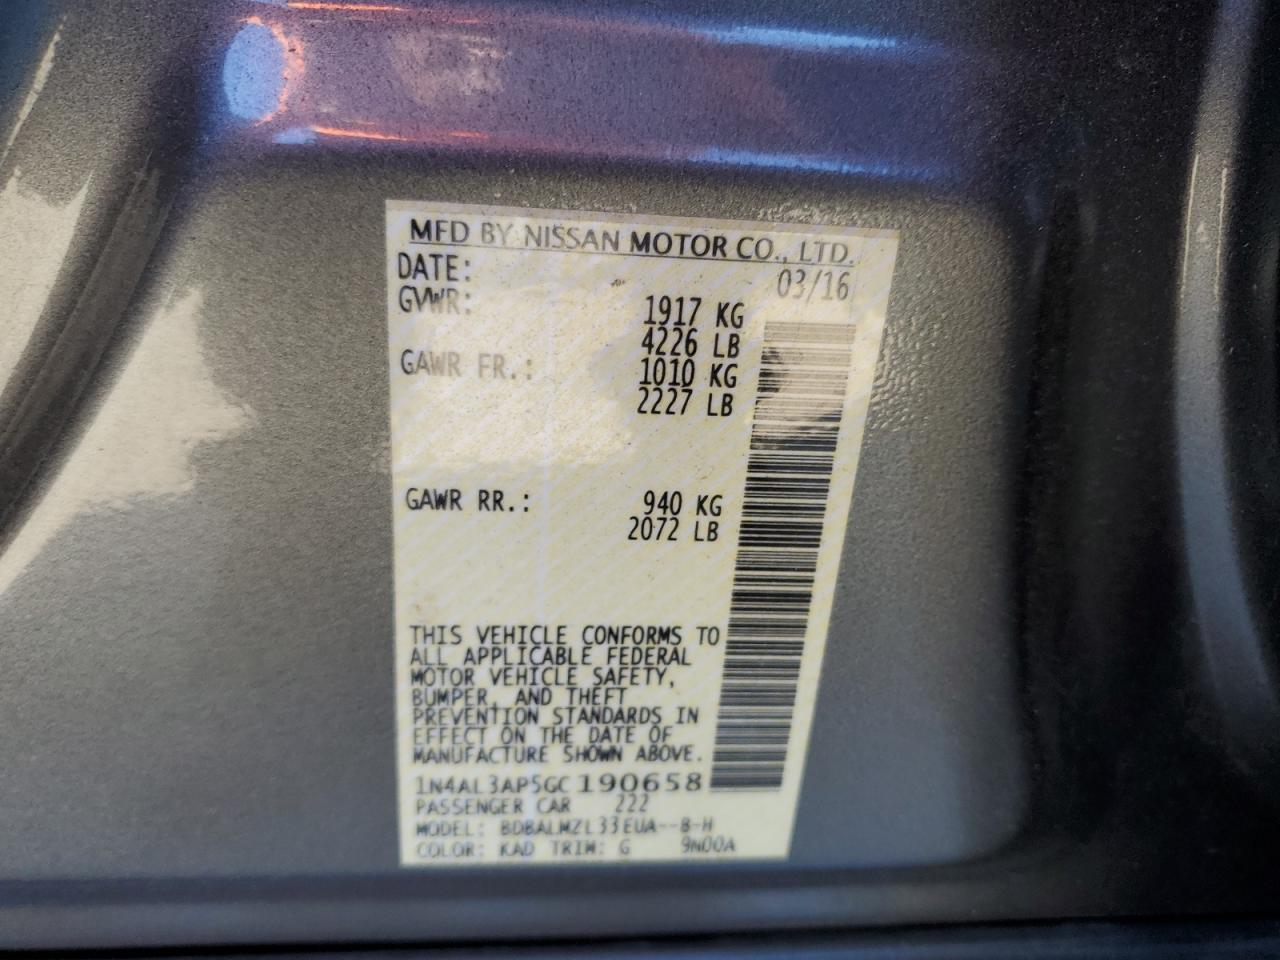 MFD BY NISSAN MOTOR CO., LTD.
DATE: 03/16
GVWR: 1917 KG
4226 LB
GAWR FR.: 1010 KG
2227 LB
GAWR RR.: 940 KG
2072 LB
THIS VEHICLE CONFORMS TO
ALL APPLICABLE FEDERAL
MOTOR VEHICLE SAFETY,
BUMPER, AND THEFT
PREVENTION STANDARDS IN
EFFECT ON THE DATE OF
MANUFACTURE SHOWN ABOVE.
1N4AL3AP5GC190658
PASSENGER CAR 222
MODEL: BDBALMZL33EUA--B-H
COLOR: KAD TRIM: G 9N00A